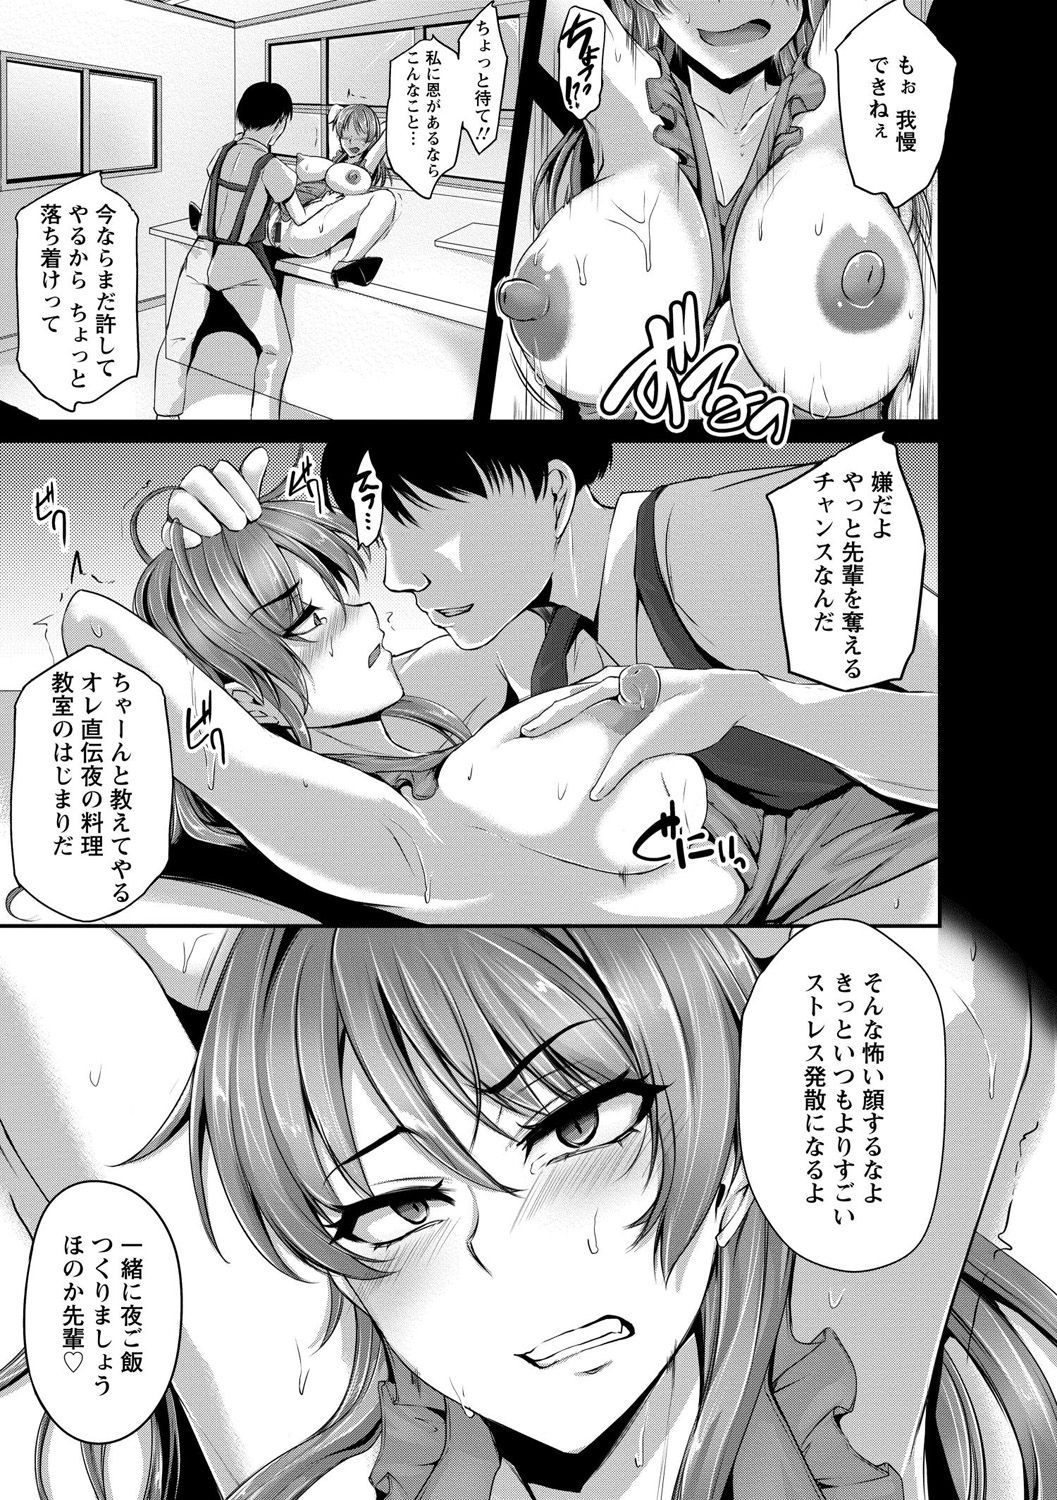 もぉ 我慢
できねぇ
ちょっ!?
ずるるい
ちょっと待て!!
私に恩があるなら
こんなこと…
今ならまだ許して
やるから ちょっと
落ち着けって
嫌だよ
やっと先輩を奪える
チャンスなんだ
えっ…
ビク
ビク
ビク
ぐにぃっ
ちゃーんと教えてやる
オレ直伝夜の料理
教室のはじまりだ
そんな怖い顔するなよ
きっといつもよりすごい
ストレス発散になるよ
一緒に夜ご飯
つくりましょう
ほのか先輩♡